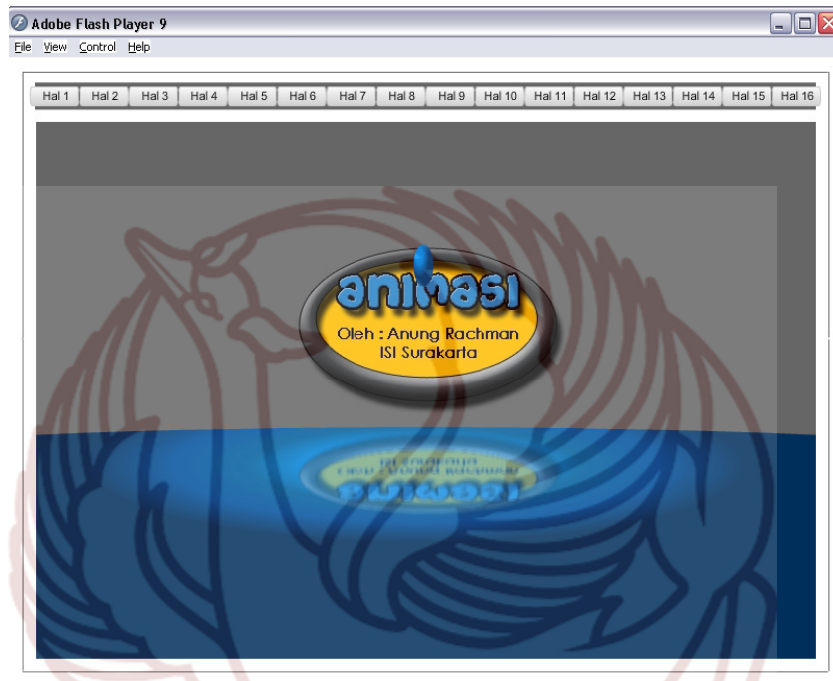 Adobe Flash Player 9
File View Control Help
Hal 1 Hal 2 Hal 3 Hal 4 Hal 5 Hal 6 Hal 7 Hal 8 Hal 9 Hal 10 Hal 11 Hal 12 Hal 13 Hal 14 Hal 15 Hal 16
animasi
Oleh : Anung Rachman
ISI Surakarta